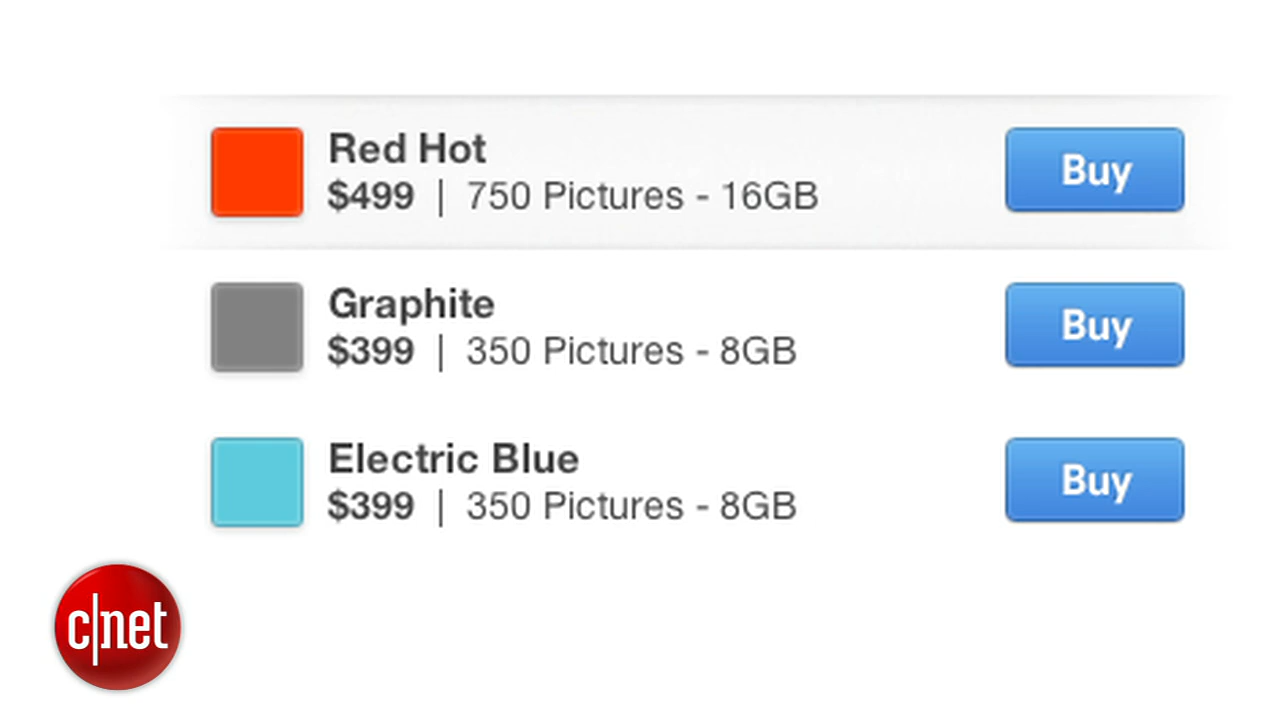 Red Hot
$499 | 750 Pictures - 16GB
Buy
Graphite
$399 | 350 Pictures - 8GB
Buy
Electric Blue
$399 | 350 Pictures - 8GB
Buy
c|net